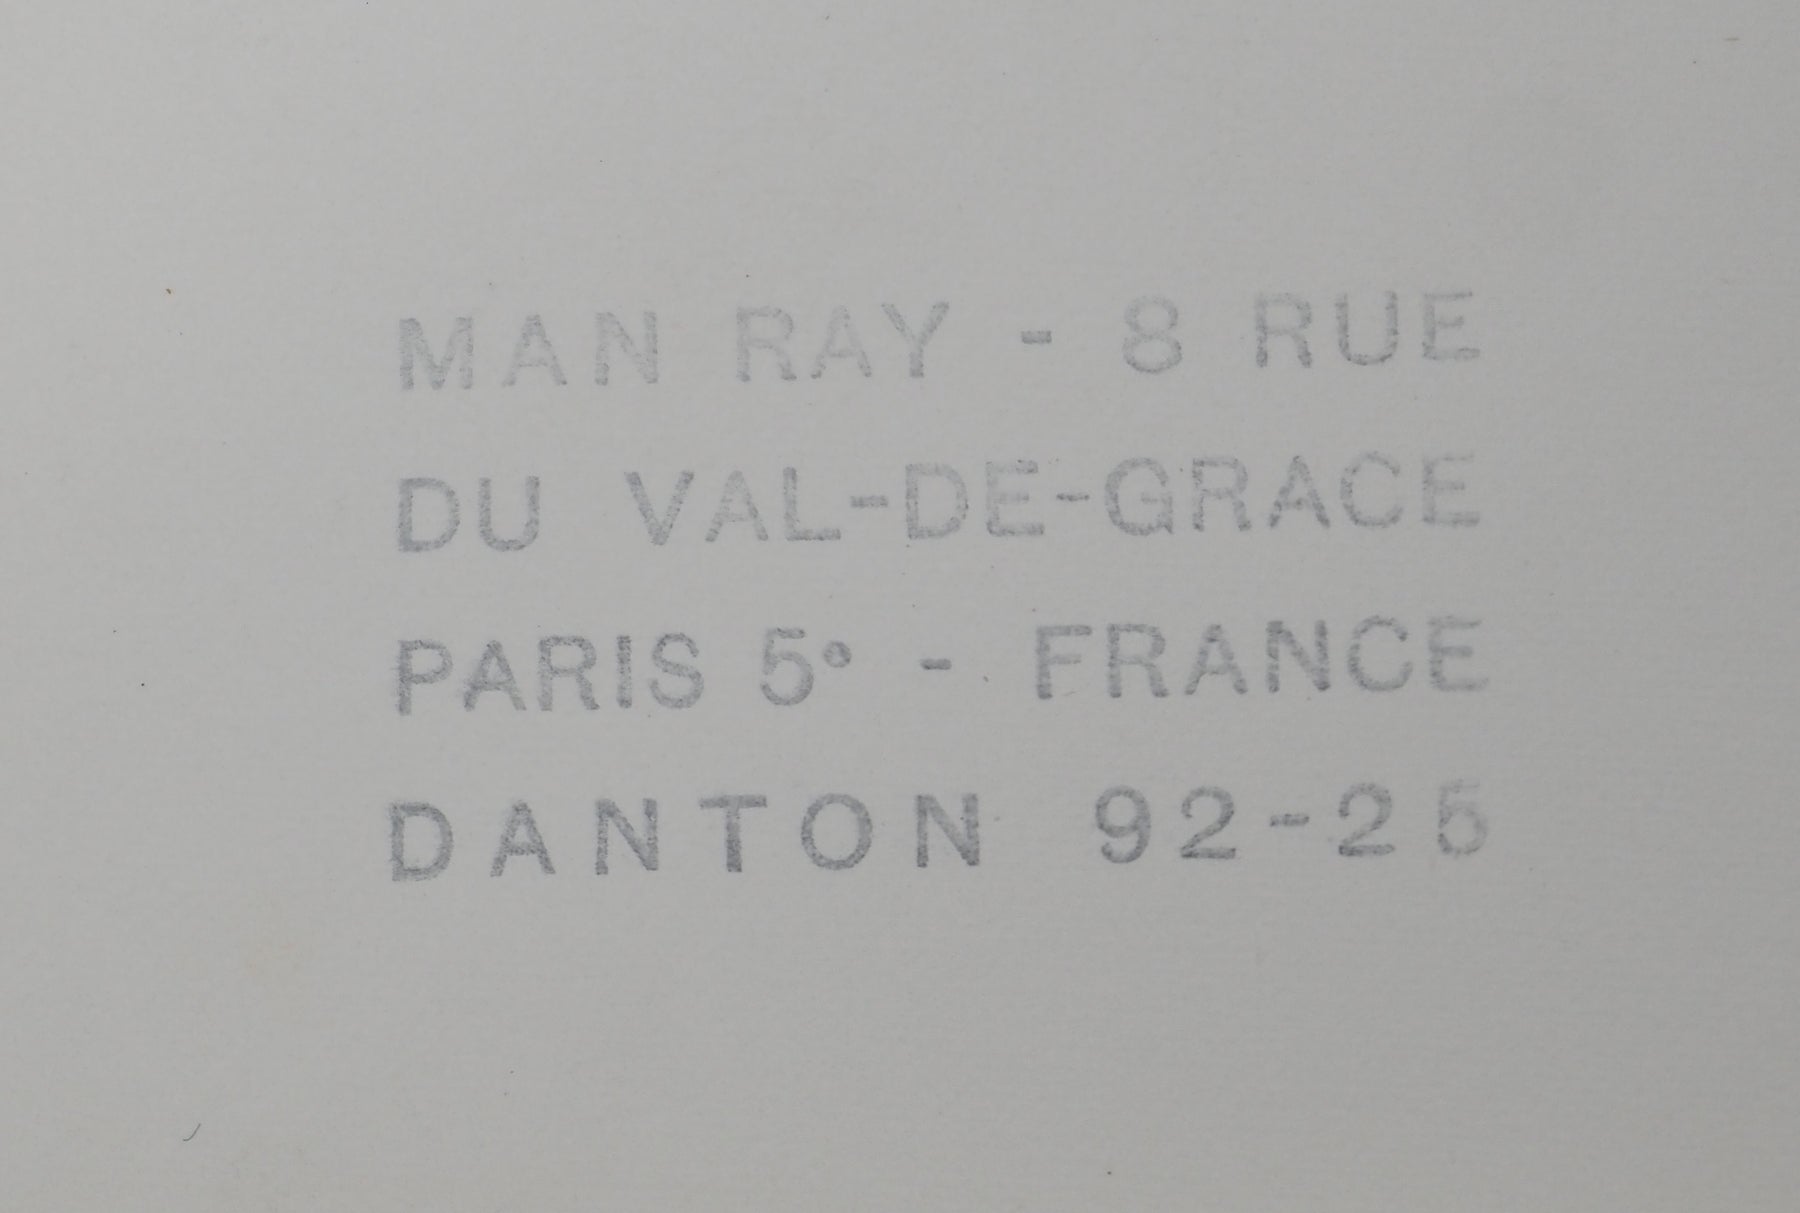 MAN RAY - 8 RUE
DU VAL-DE-GRACE
PARIS 5° - FRANCE
DANTON 92-25